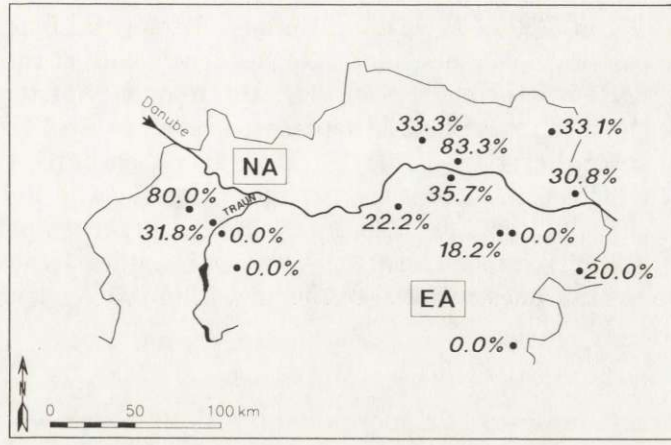 Danube
NA
33.3%
83.3%
33.1%
35.7%
30.8%
80.0%
TRAUN
31.8%
0.0%
0.0%
22.2%
18.2%
0.0%
20.0%
EA
0.0%
N
0 50 100 km